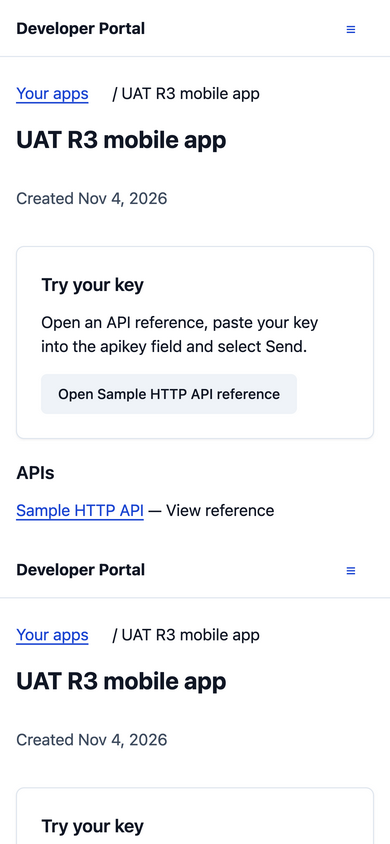 Developer Portal ≡
Your apps / UAT R3 mobile app
UAT R3 mobile app
Created Nov 4, 2026
Try your key
Open an API reference, paste your key
into the apikey field and select Send.
Open Sample HTTP API reference
APIs
Sample HTTP API — View reference
Developer Portal ≡
Your apps / UAT R3 mobile app
UAT R3 mobile app
Created Nov 4, 2026
Try your key